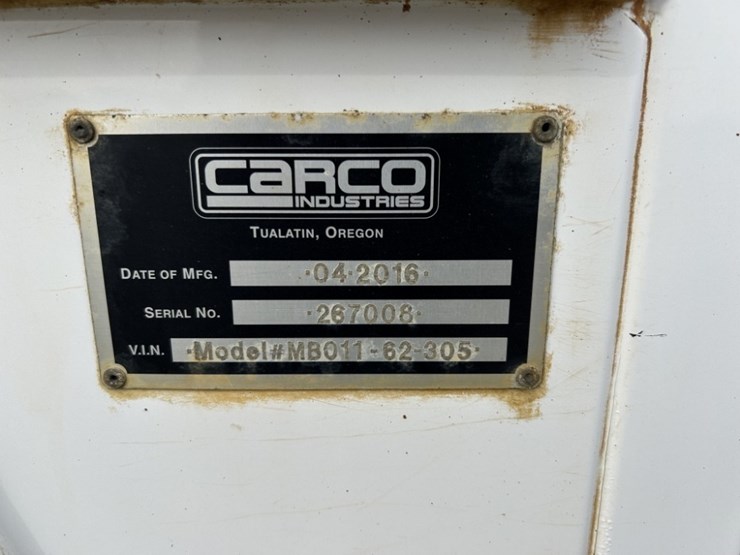 CARCO
INDUSTRIES
TUALATIN, OREGON
DATE OF MFG. ·04·2016·
SERIAL NO. ·267008·
V.I.N. ·Model#MB011-62-305·